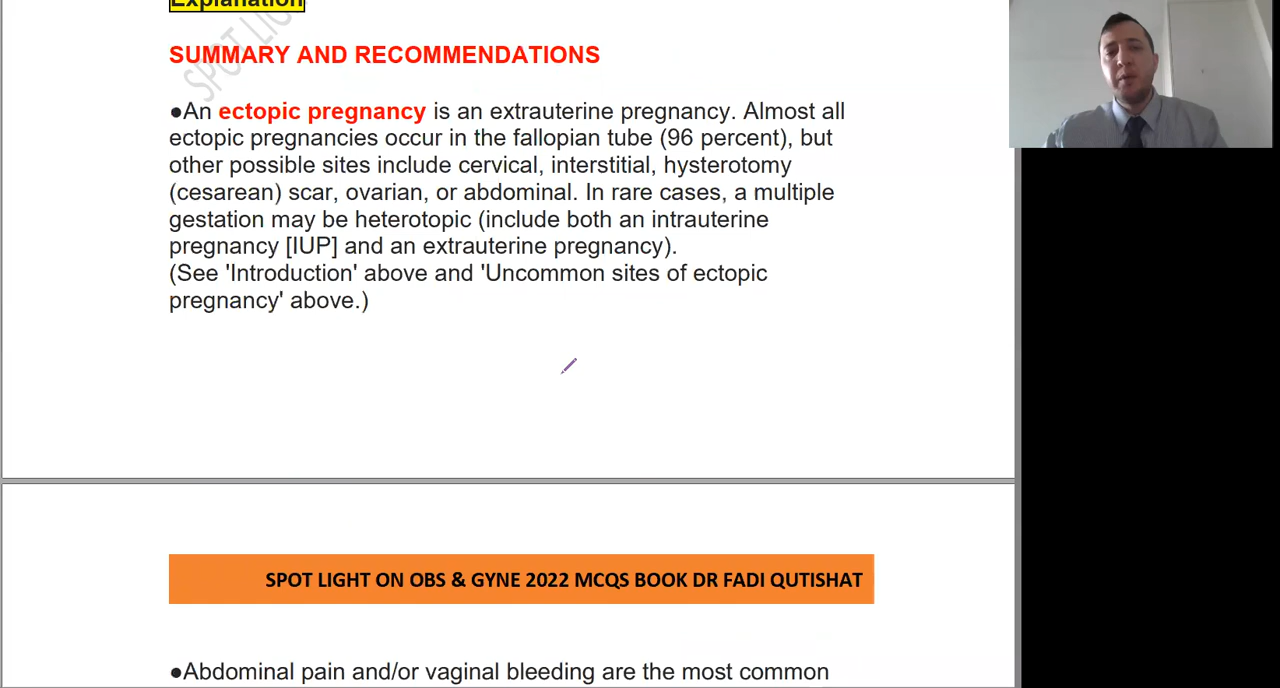 Explanation
SUMMARY AND RECOMMENDATIONS
SPOT LIG
●An ectopic pregnancy is an extrauterine pregnancy. Almost all
ectopic pregnancies occur in the fallopian tube (96 percent), but
other possible sites include cervical, interstitial, hysterotomy
(cesarean) scar, ovarian, or abdominal. In rare cases, a multiple
gestation may be heterotopic (include both an intrauterine
pregnancy [IUP] and an extrauterine pregnancy).
(See 'Introduction' above and 'Uncommon sites of ectopic
pregnancy' above.)
SPOT LIGHT ON OBS & GYNE 2022 MCQS BOOK DR FADI QUTISHAT
●Abdominal pain and/or vaginal bleeding are the most common